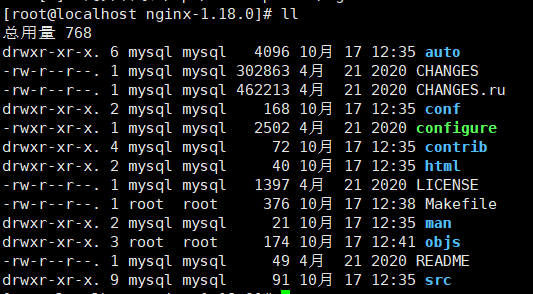 [root@localhost nginx-1.18.0]# ll
总用量 768
drwxr-xr-x. 6 mysql mysql 4096 10月 17 12:35 auto
-rw-r--r--. 1 mysql mysql 302863 4月 21 2020 CHANGES
-rw-r--r--. 1 mysql mysql 462213 4月 21 2020 CHANGES.ru
drwxr-xr-x. 2 mysql mysql 168 10月 17 12:35 conf
-rwxr-xr-x. 1 mysql mysql 2502 4月 21 2020 configure
drwxr-xr-x. 4 mysql mysql 72 10月 17 12:35 contrib
drwxr-xr-x. 2 mysql mysql 40 10月 17 12:35 html
-rw-r--r--. 1 mysql mysql 1397 4月 21 2020 LICENSE
-rw-r--r--. 1 root root 376 10月 17 12:38 Makefile
drwxr-xr-x. 2 mysql mysql 21 10月 17 12:35 man
drwxr-xr-x. 3 root root 174 10月 17 12:41 objs
-rw-r--r--. 1 mysql mysql 49 4月 21 2020 README
drwxr-xr-x. 9 mysql mysql 91 10月 17 12:35 src